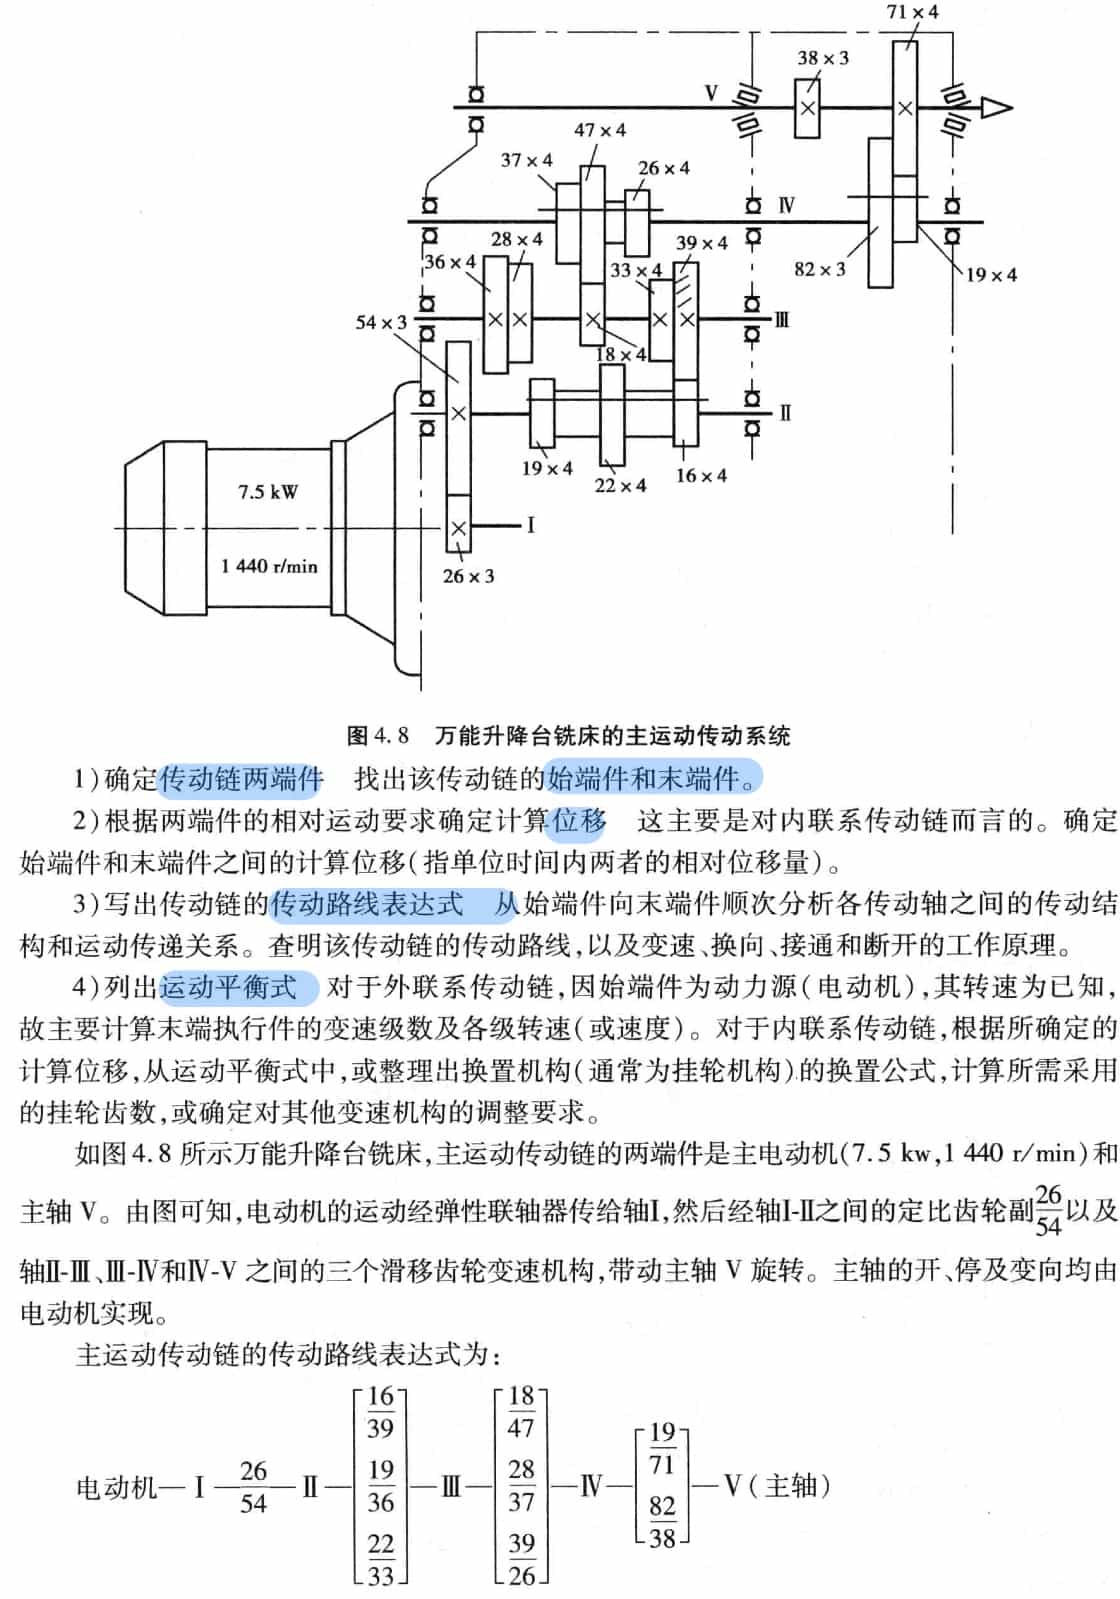 71×4
38×3
V
47×4
37×4
26×4
Ⅳ
28×4
39×4
36×4
33×4
82×3
19×4
54×3
Ⅲ
18×4
Ⅱ
19×4
22×4
16×4
7.5 kW
Ⅰ
1 440 r/min
26×3
图 4.8 万能升降台铣床的主运动传动系统
1)确定传动链两端件 找出该传动链的始端件和末端件。
2)根据两端件的相对运动要求确定计算位移 这主要是对内联系传动链而言的。确定
始端件和末端件之间的计算位移(指单位时间内两者的相对位移量)。
3)写出传动链的传动路线表达式 从始端件向末端件顺次分析各传动轴之间的传动结
构和运动传递关系。查明该传动链的传动路线,以及变速、换向、接通和断开的工作原理。
4)列出运动平衡式 对于外联系传动链,因始端件为动力源(电动机),其转速为已知,
故主要计算末端执行件的变速级数及各级转速(或速度)。对于内联系传动链,根据所确定的
计算位移,从运动平衡式中,或整理出换置机构(通常为挂轮机构)的换置公式,计算所需采用
的挂轮齿数,或确定对其他变速机构的调整要求。
如图 4.8 所示万能升降台铣床,主运动传动链的两端件是主电动机(7.5 kw,1 440 r/min)和
主轴 V。由图可知,电动机的运动经弹性联轴器传给轴Ⅰ,然后经轴Ⅰ-Ⅱ之间的定比齿轮副26/54以及
轴Ⅱ-Ⅲ、Ⅲ-Ⅳ和Ⅳ-V 之间的三个滑移齿轮变速机构,带动主轴 V 旋转。主轴的开、停及变向均由
电动机实现。
主运动传动链的传动路线表达式为:
电动机—Ⅰ—26/54—Ⅱ—[16/39 19/36 22/33]—Ⅲ—[18/47 28/37 39/26]—Ⅳ—[19/71 82/38]—V(主轴)